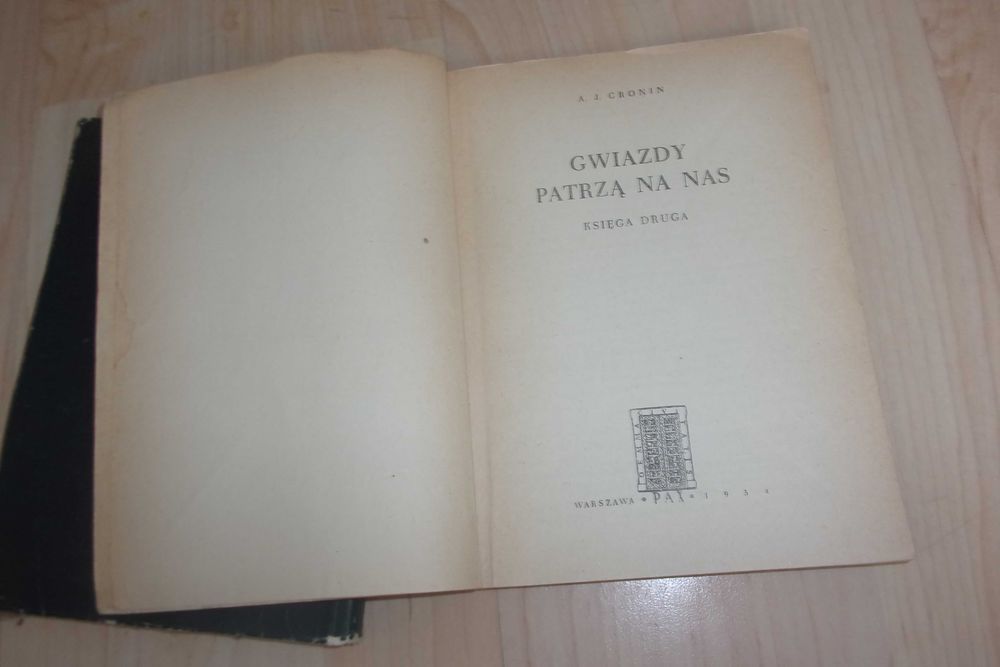 A. J. CRONIN
GWIAZDY
PATRZĄ NA NAS
KSIĘGA DRUGA
WARSZAWA • PAX •